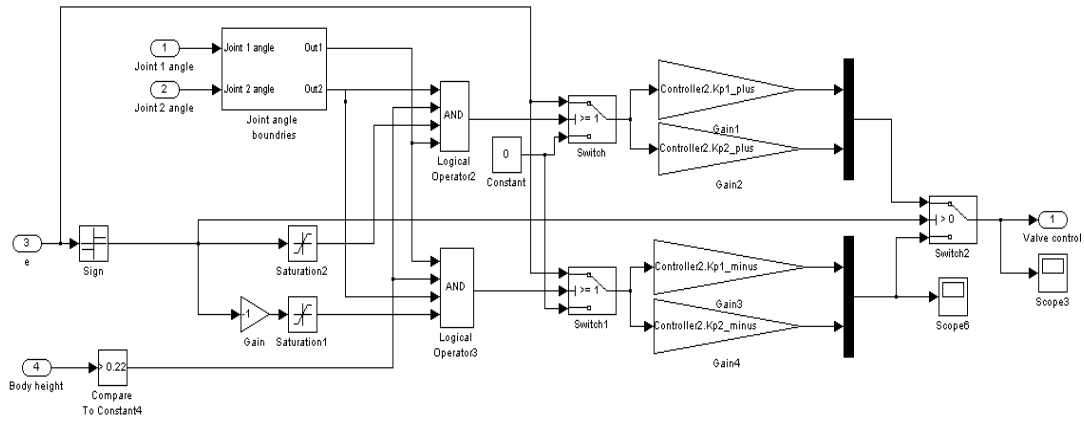 1
Joint 1 angle
2
Joint 2 angle
Joint 1 angle
Out1
Joint 2 angle
Out2
Joint angle
boundries
AND
Logical
Operator2
0
Constant
>= 1
Switch
Controller2.Kp1_plus
Gain1
Controller2.Kp2_plus
Gain2
3
e
Sign
Saturation2
-1
Gain
Saturation1
AND
Logical
Operator3
>= 1
Switch1
Controller2.Kp1_minus
Gain3
Controller2.Kp2_minus
Gain4
> 0
Switch2
1
Valve control
Scope3
Scope6
4
Body height
> 0.22
Compare
To Constant4